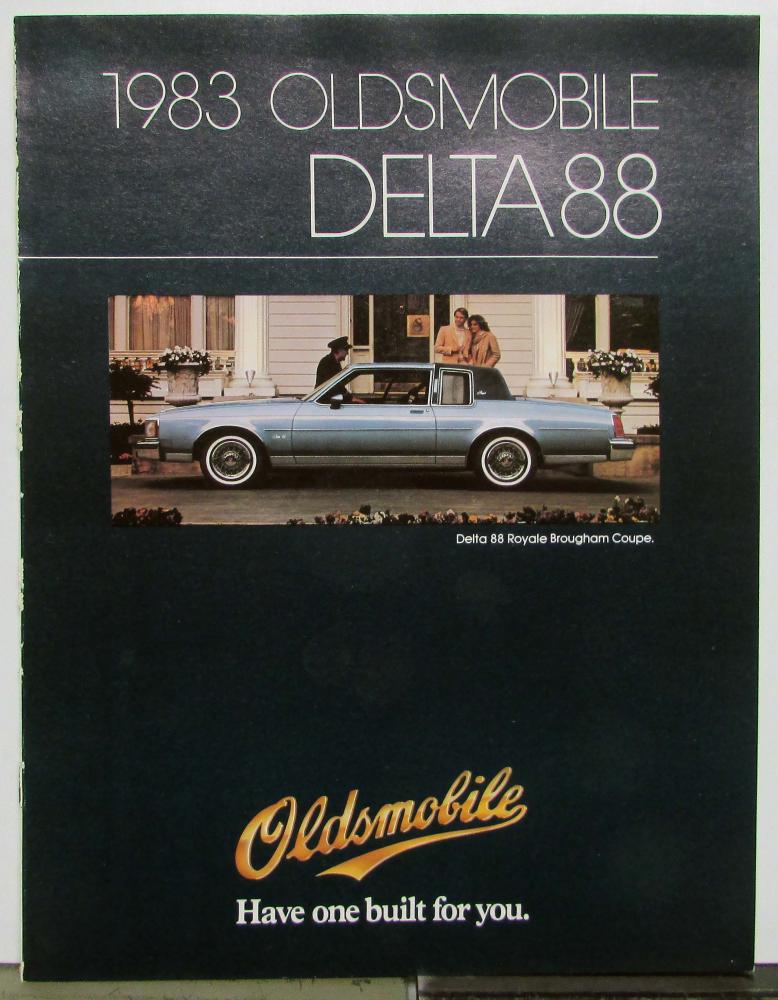 1983 OLDSMOBILE
DELTA 88
Delta 88 Royale Brougham Coupe.
Oldsmobile
Have one built for you.